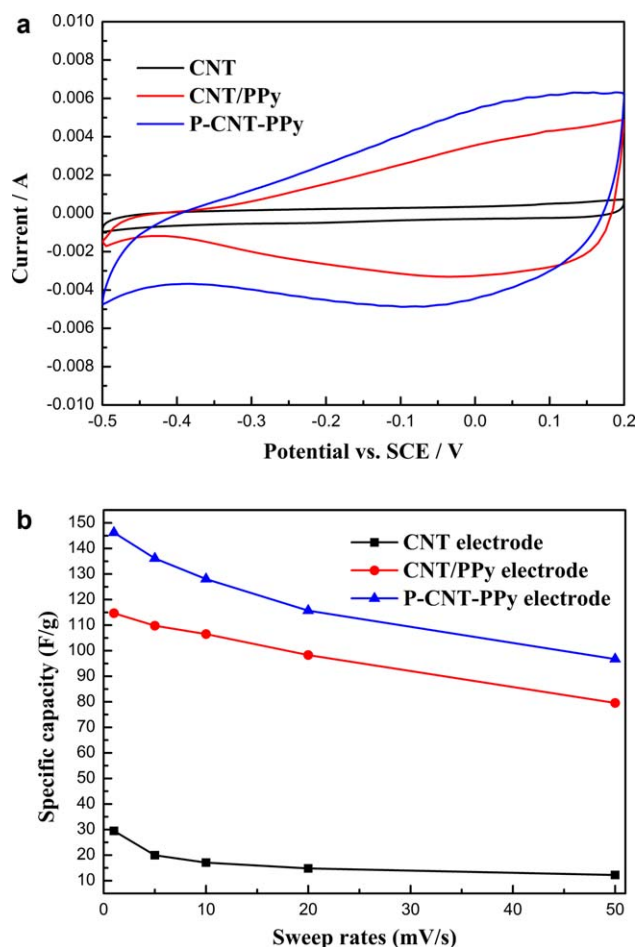 a
0.010
0.008
0.006
0.004
0.002
0.000
-0.002
-0.004
-0.006
-0.008
-0.010
Current / A
CNT
CNT/PPy
P-CNT-PPy
-0.5 -0.4 -0.3 -0.2 -0.1 0.0 0.1 0.2
Potential vs. SCE / V
b
150
140
130
120
110
100
90
80
70
60
50
40
30
20
10
Specific capacity (F/g)
CNT electrode
CNT/PPy electrode
P-CNT-PPy electrode
0 10 20 30 40 50
Sweep rates (mV/s)